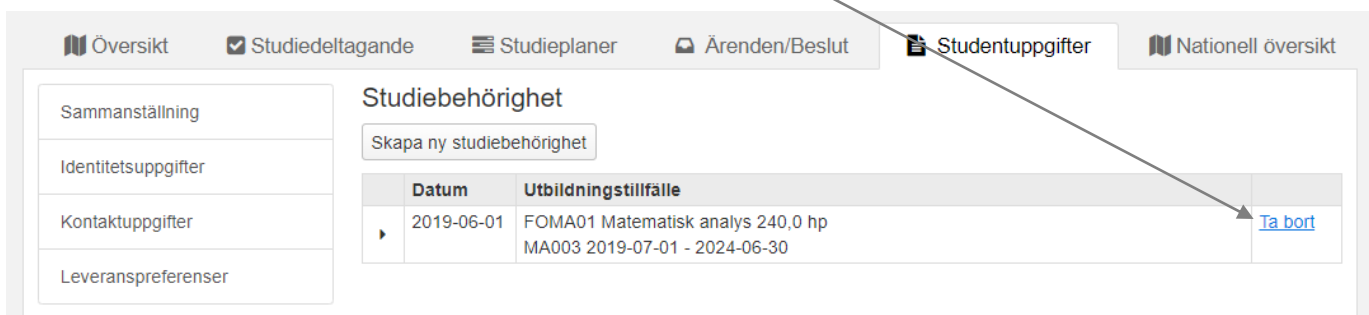 Översikt Studiedeltagande Studieplaner Ärenden/Beslut Studentuppgifter Nationell översikt
Sammanställning
Identitetsuppgifter
Kontaktuppgifter
Leveranspreferenser
Studiebehörighet
Skapa ny studiebehörighet
Datum Utbildningstillfälle
2019-06-01 FOMA01 Matematisk analys 240,0 hp Ta bort
MA003 2019-07-01 - 2024-06-30